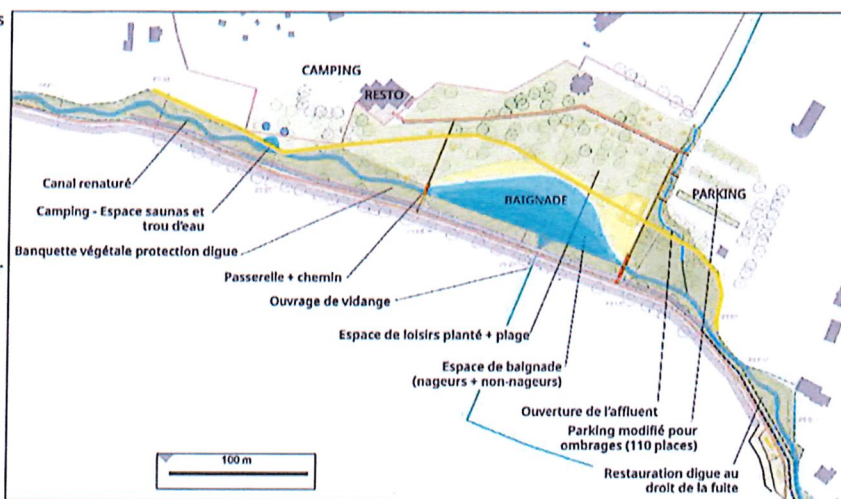 s
CAMPING
RESTO
Canal renaturé
Camping - Espace saunas et
trou d'eau
Banquette végétale protection digue
BAIGNADE
PARKING
Passerelle + chemin
Ouvrage de vidange
Espace de loisirs planté + plage
Espace de baignade
(nageurs + non-nageurs)
Ouverture de l'affluent
Parking modifié pour
ombrages (110 places)
Restauration digue au
droit de la fuite
100 m